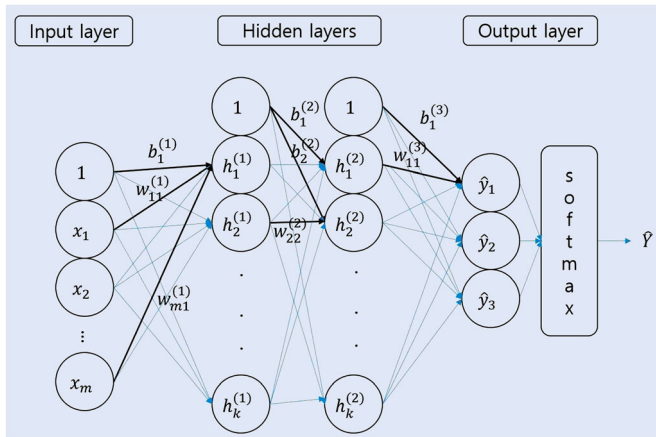 Input layer
Hidden layers
Output layer
1
x₁
x₂
⋮
xₘ
b₁⁽¹⁾
w₁₁⁽¹⁾
wₘ₁⁽¹⁾
1
h₁⁽¹⁾
h₂⁽¹⁾
.
.
.
hₖ⁽¹⁾
b₁⁽²⁾
b₂⁽²⁾
w₂₂⁽²⁾
1
h₁⁽²⁾
h₂⁽²⁾
.
.
.
hₖ⁽²⁾
b₁⁽³⁾
w₁₁⁽³⁾
ŷ₁
ŷ₂
ŷ₃
softmax
Ŷ